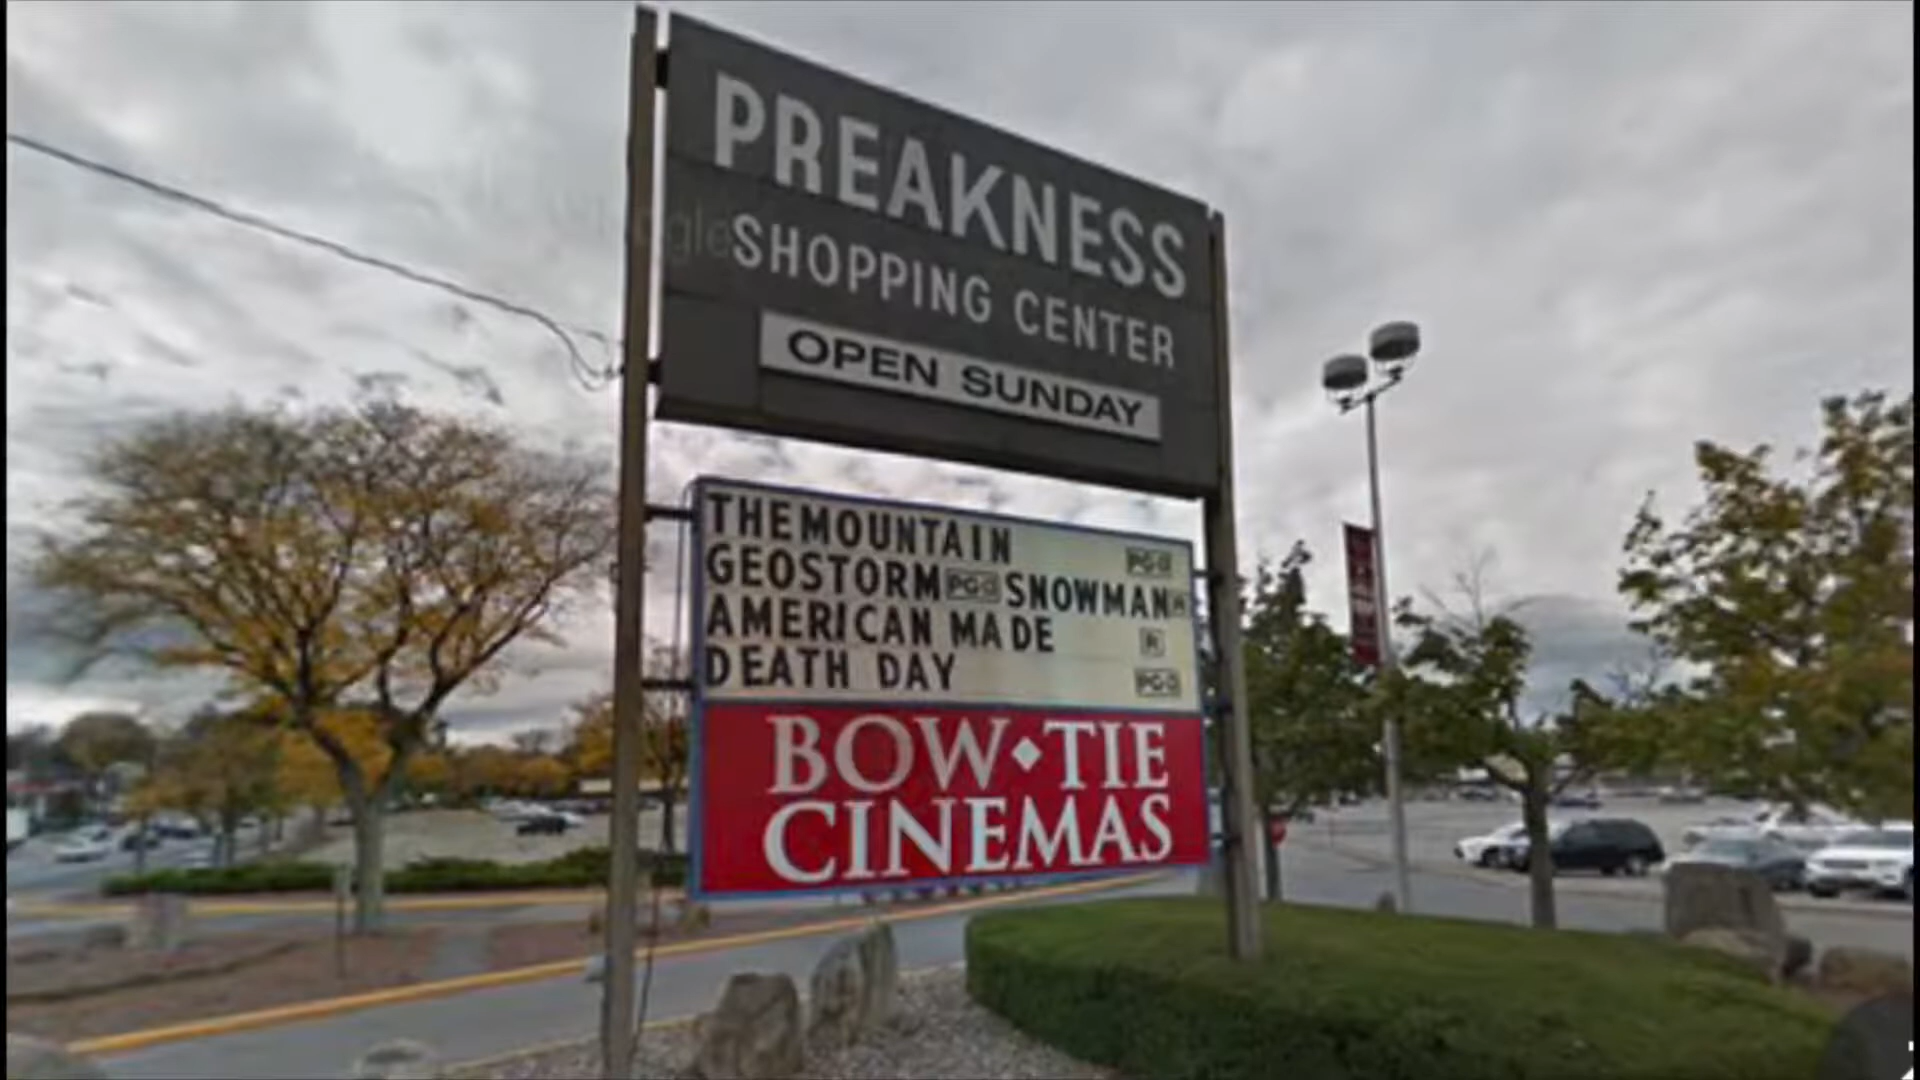 PREAKNESS
SHOPPING CENTER
OPEN SUNDAY
THEMOUNTAIN
GEOSTORM SNOWMAN R
AMERICAN MADE R
DEATH DAY
BOW TIE
CINEMAS